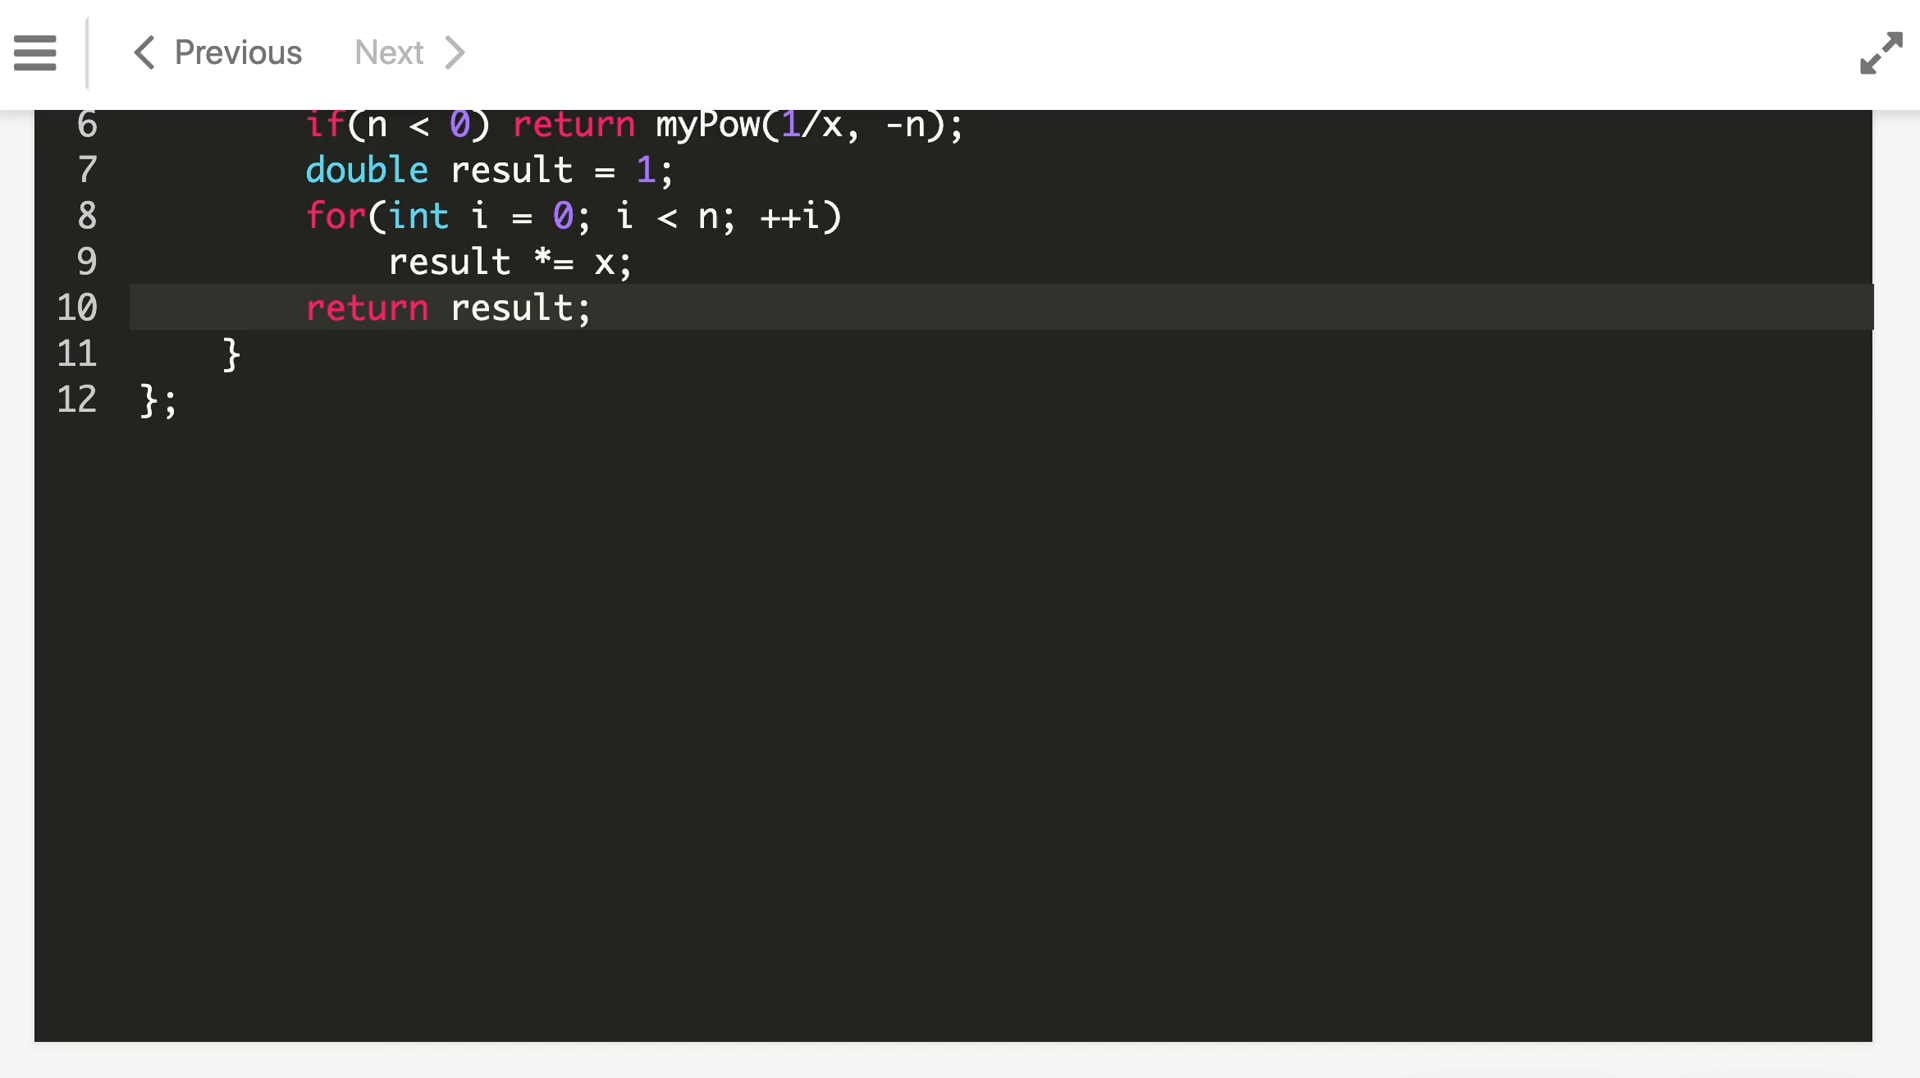 Previous Next
6 if(n < 0) return myPow(1/x, -n);
7 double result = 1;
8 for(int i = 0; i < n; ++i)
9 result *= x;
10 return result;
11 }
12 };